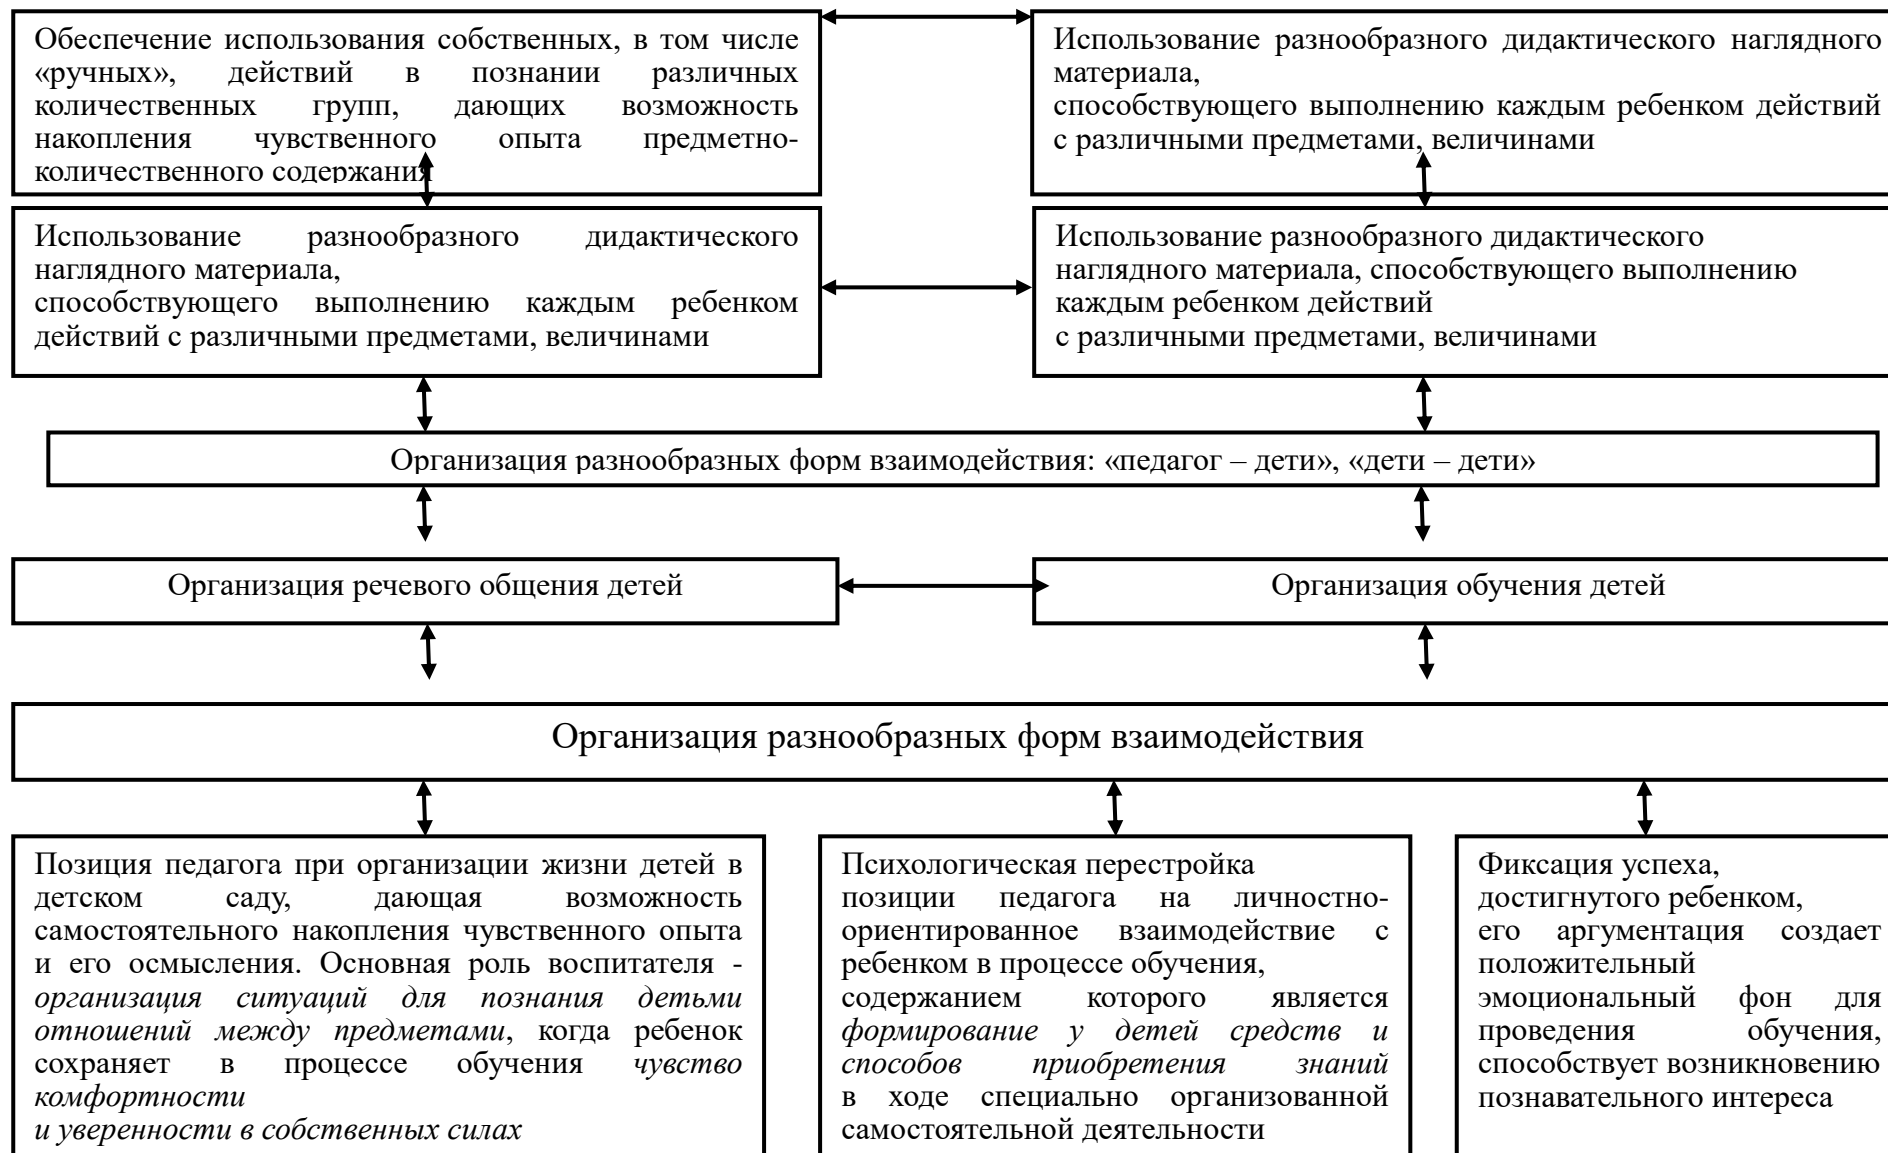 Обеспечение использования собственных, в том числе
«ручных», действий в познании различных
количественных групп, дающих возможность
накопления чувственного опыта предметно-
количественного содержания
Использование разнообразного дидактического наглядного
материала,
способствующего выполнению каждым ребенком действий
с различными предметами, величинами
Использование разнообразного дидактического
наглядного материала,
способствующего выполнению каждым ребенком
действий с различными предметами, величинами
Использование разнообразного дидактического
наглядного материала, способствующего выполнению
каждым ребенком действий
с различными предметами, величинами
Организация разнообразных форм взаимодействия: «педагог – дети», «дети – дети»
Организация речевого общения детей
Организация обучения детей
Организация разнообразных форм взаимодействия
Позиция педагога при организации жизни детей в
детском саду, дающая возможность
самостоятельного накопления чувственного опыта
и его осмысления. Основная роль воспитателя -
организация ситуаций для познания детьми
отношений между предметами, когда ребенок
сохраняет в процессе обучения чувство
комфортности
и уверенности в собственных силах
Психологическая перестройка
позиции педагога на личностно-
ориентированное взаимодействие с
ребенком в процессе обучения,
содержанием которого является
формирование у детей средств и
способов приобретения знаний
в ходе специально организованной
самостоятельной деятельности
Фиксация успеха,
достигнутого ребенком,
его аргументация создает
положительный
эмоциональный фон для
проведения обучения,
способствует возникновению
познавательного интереса